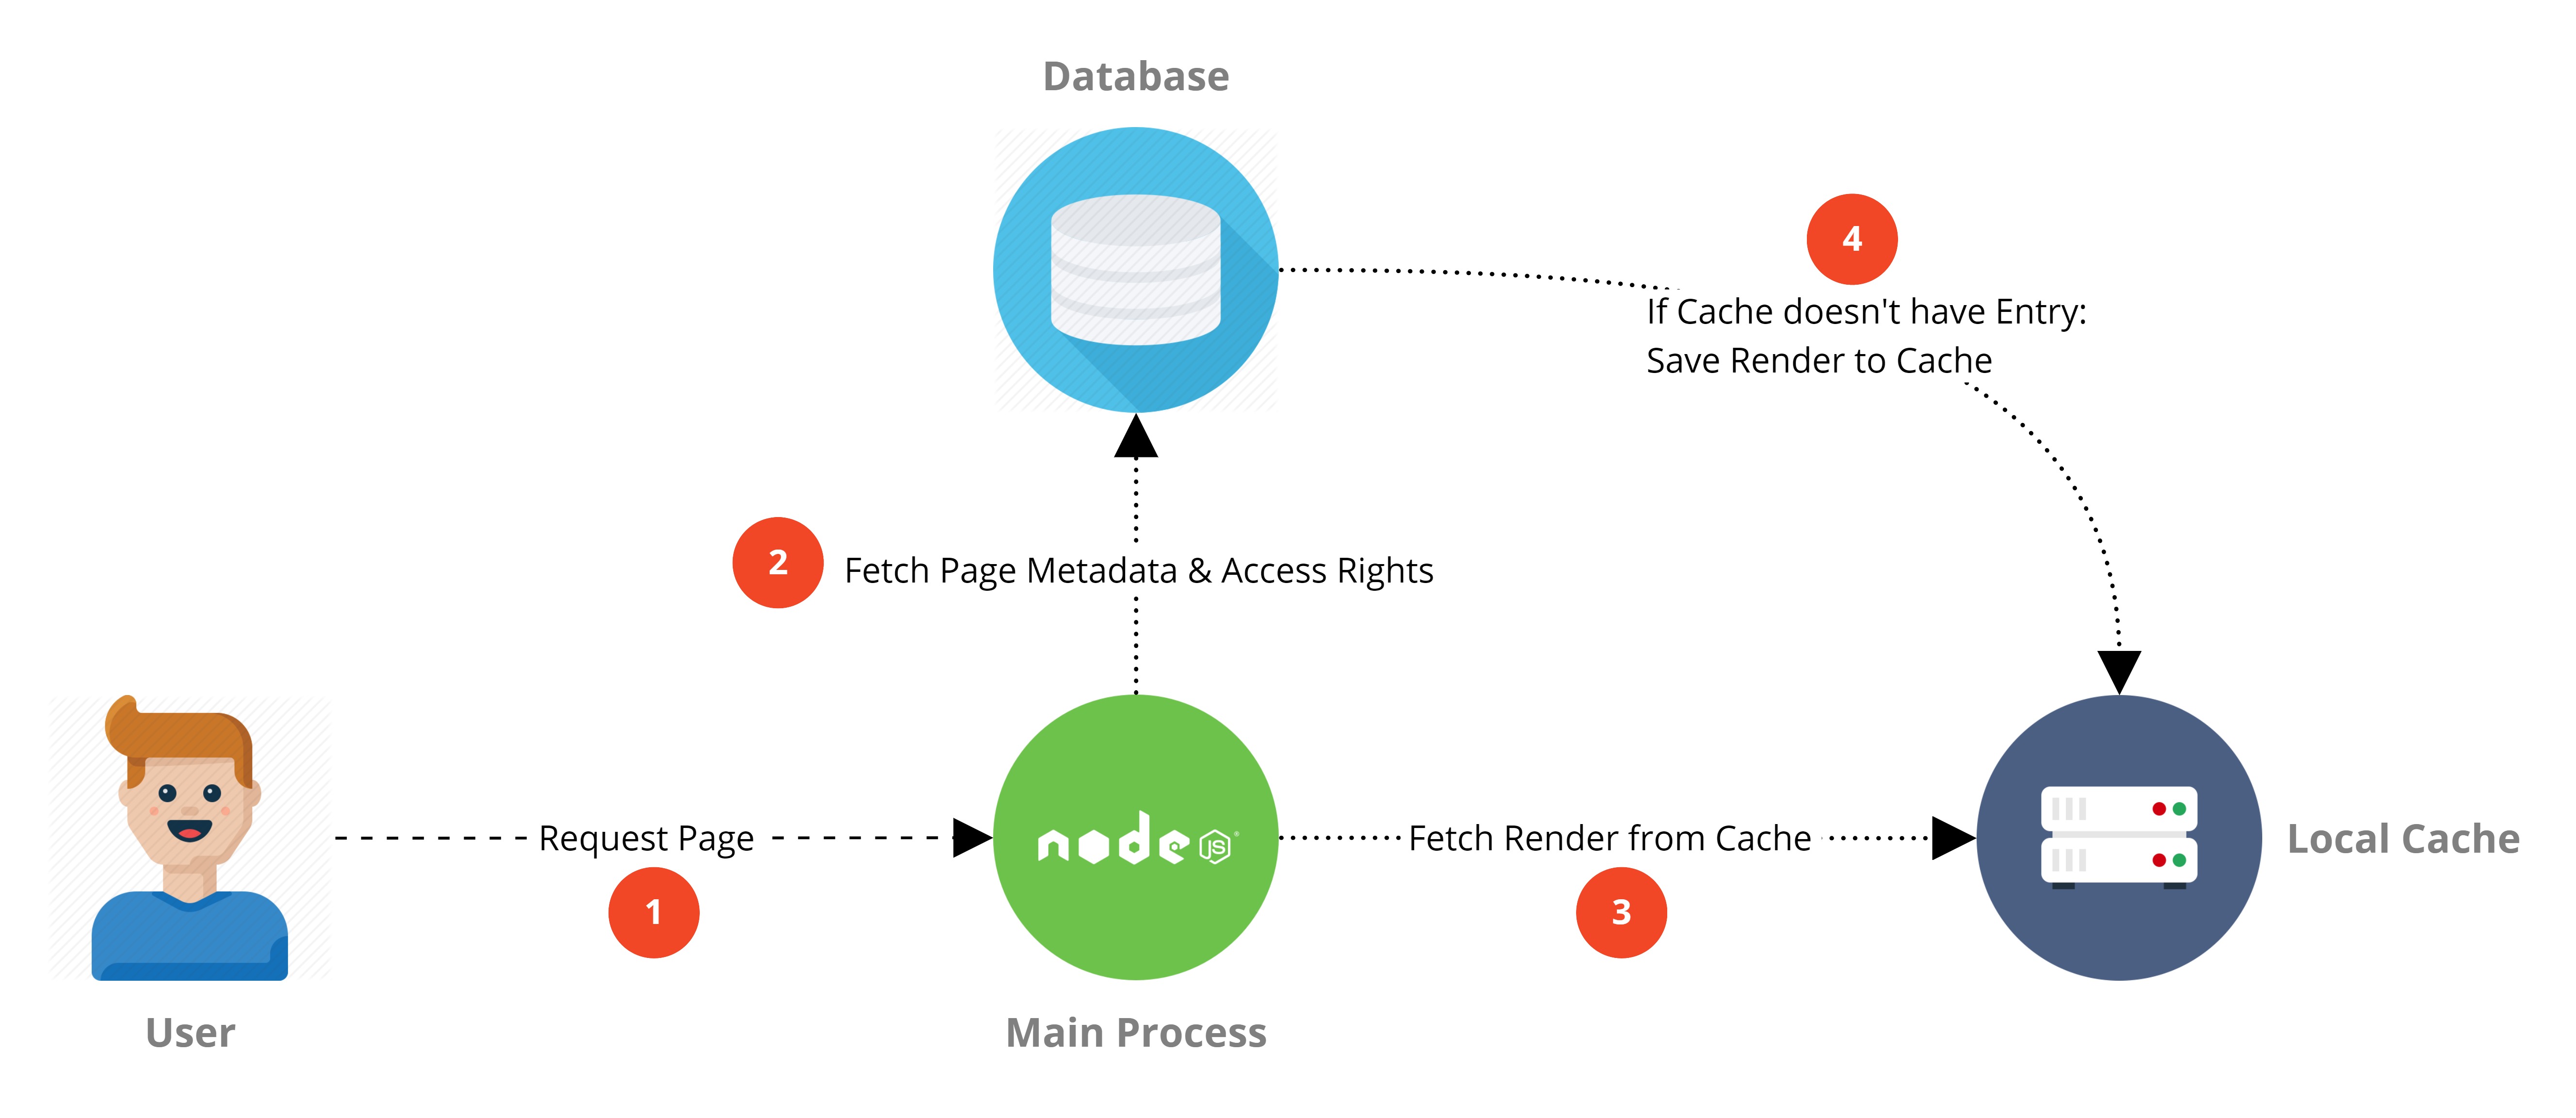 Database
4
If Cache doesn't have Entry:
Save Render to Cache
2
Fetch Page Metadata & Access Rights
Request Page
1
node
JS
®
Fetch Render from Cache
3
Local Cache
User
Main Process